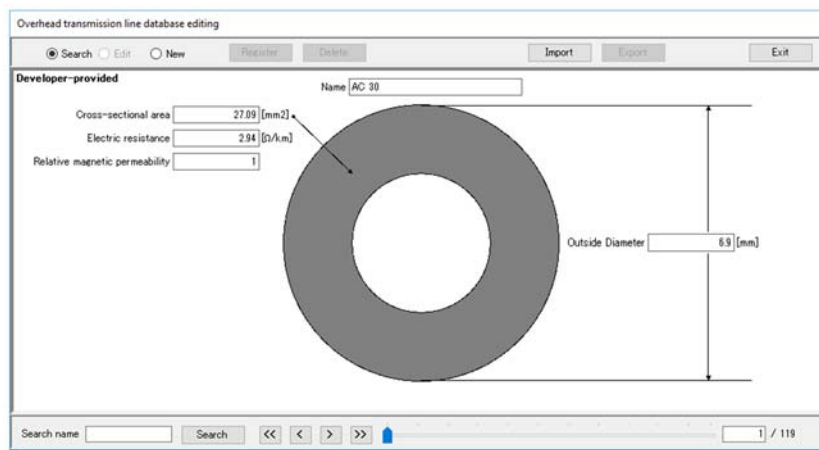 Overhead transmission line database editing
Search Edit New Register Delete Import Export Exit
Developer-provided
Name AC 30
Cross-sectional area 27.09 [mm2]
Electric resistance 2.94 [Ω/km]
Relative magnetic permeability 1
Outside Diameter 6.9 [mm]
Search name Search << < > >> 1 / 119